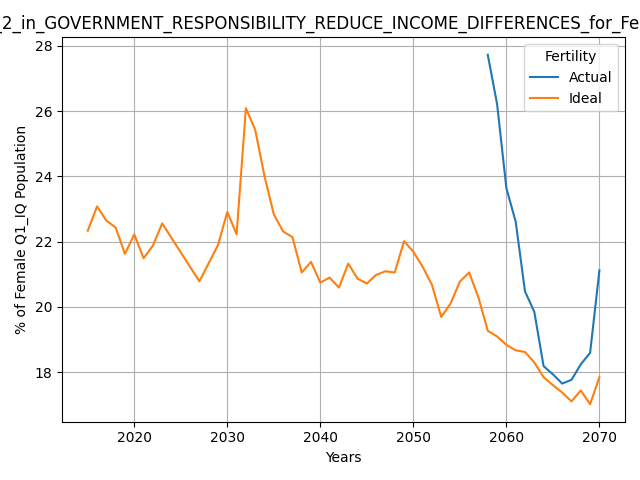 _2_in_GOVERNMENT_RESPONSIBILITY_REDUCE_INCOME_DIFFERENCES_for_Fe
Fertility
Actual
Ideal
28
26
24
22
20
18
% of Female Q1_IQ Population
2020
2030
2040
2050
2060
2070
Years